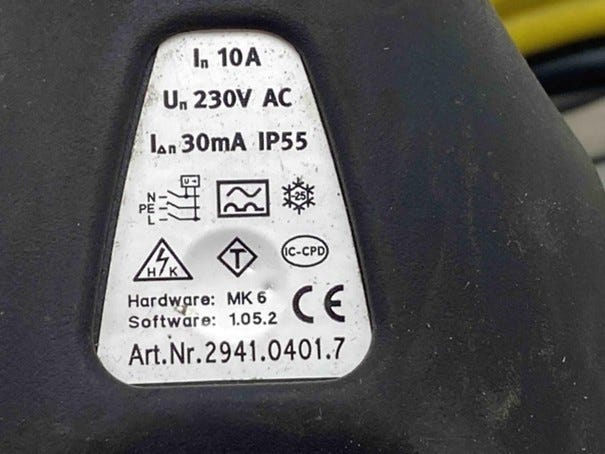 In 10A
Un 230V AC
IΔn 30mA IP55
U
N
-25
PE
L
H K
T
IC-CPD
Hardware: MK 6
Software: 1.05.2
CE
Art.Nr.2941.0401.7